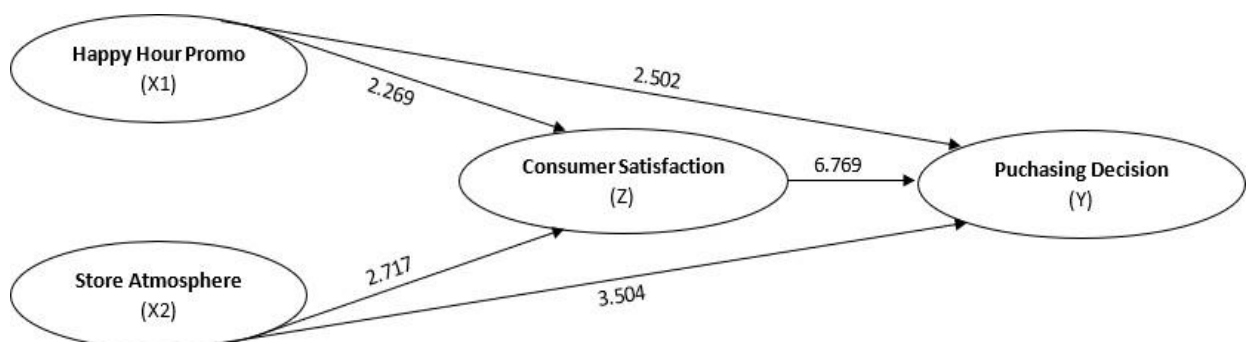 Happy Hour Promo
(X1)
2.502
2.269
Consumer Satisfaction
(Z)
6.769
Puchasing Decision
(Y)
Store Atmosphere
(X2)
2.717
3.504